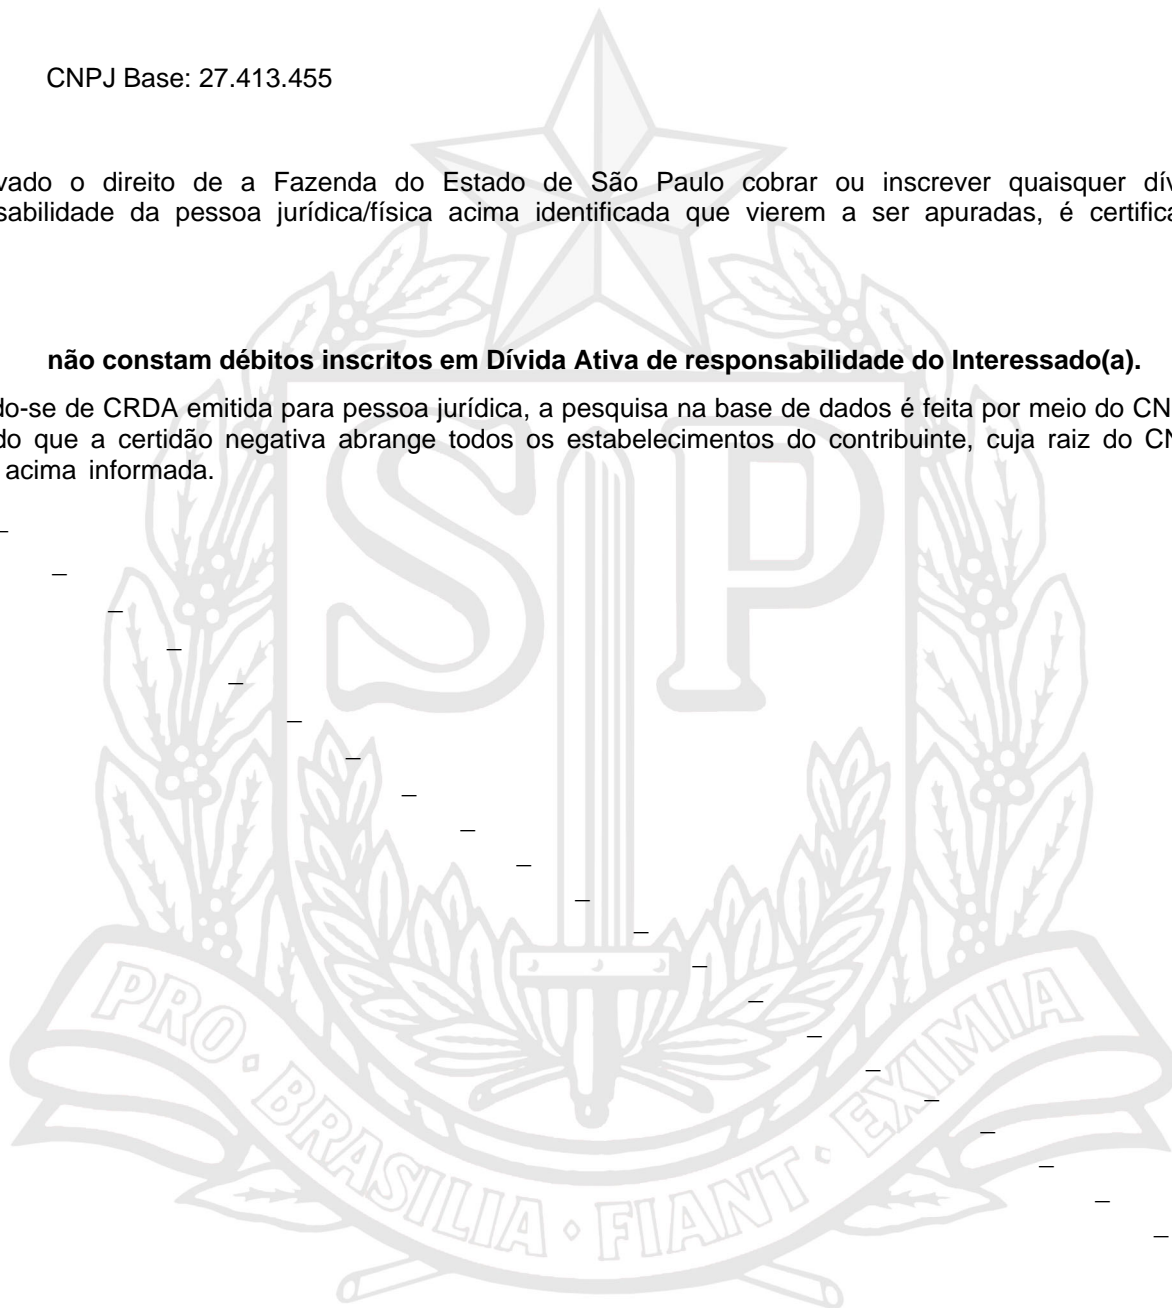 CNPJ Base: 27.413.455
vado o direito de a Fazenda do Estado de São Paulo cobrar ou inscrever quaisquer dív
sabilidade da pessoa jurídica/física acima identificada que vierem a ser apuradas, é certifica
não constam débitos inscritos em Dívida Ativa de responsabilidade do Interessado(a).
do-se de CRDA emitida para pessoa jurídica, a pesquisa na base de dados é feita por meio do CN
do que a certidão negativa abrange todos os estabelecimentos do contribuinte, cuja raiz do CN
acima informada.
SP
PRO • BRASILIA • FIANT • EXIMIA